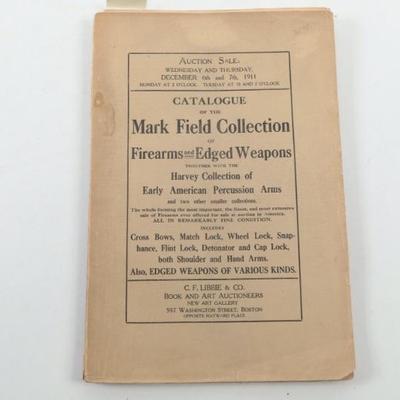 AUCTION SALE:
WEDNESDAY AND THURSDAY,
DECEMBER 6th and 7th, 1911
MONDAY AT 2 O'CLOCK. TUESDAY AT 10 AND 2 O'CLOCK.
CATALOGUE
OF THE
Mark Field Collection
OF
Firearms and Edged Weapons
TOGETHER WITH THE
Harvey Collection of
Early American Percussion Arms
and two other smaller collections.
The whole forming the most important, the finest, and most extensive
sale of Firearms ever offered for sale at auction in America.
ALL IN REMARKABLY FINE CONDITION.
INCLUDES
Cross Bows, Match Lock, Wheel Lock, Snap-
hance, Flint Lock, Detonator and Cap Lock,
both Shoulder and Hand Arms.
Also, EDGED WEAPONS OF VARIOUS KINDS.
C. F. LIBBIE & CO.
BOOK AND ART AUCTIONEERS
NEW ART GALLERY
597 WASHINGTON STREET, BOSTON
OPPOSITE HAYWARD PLACE